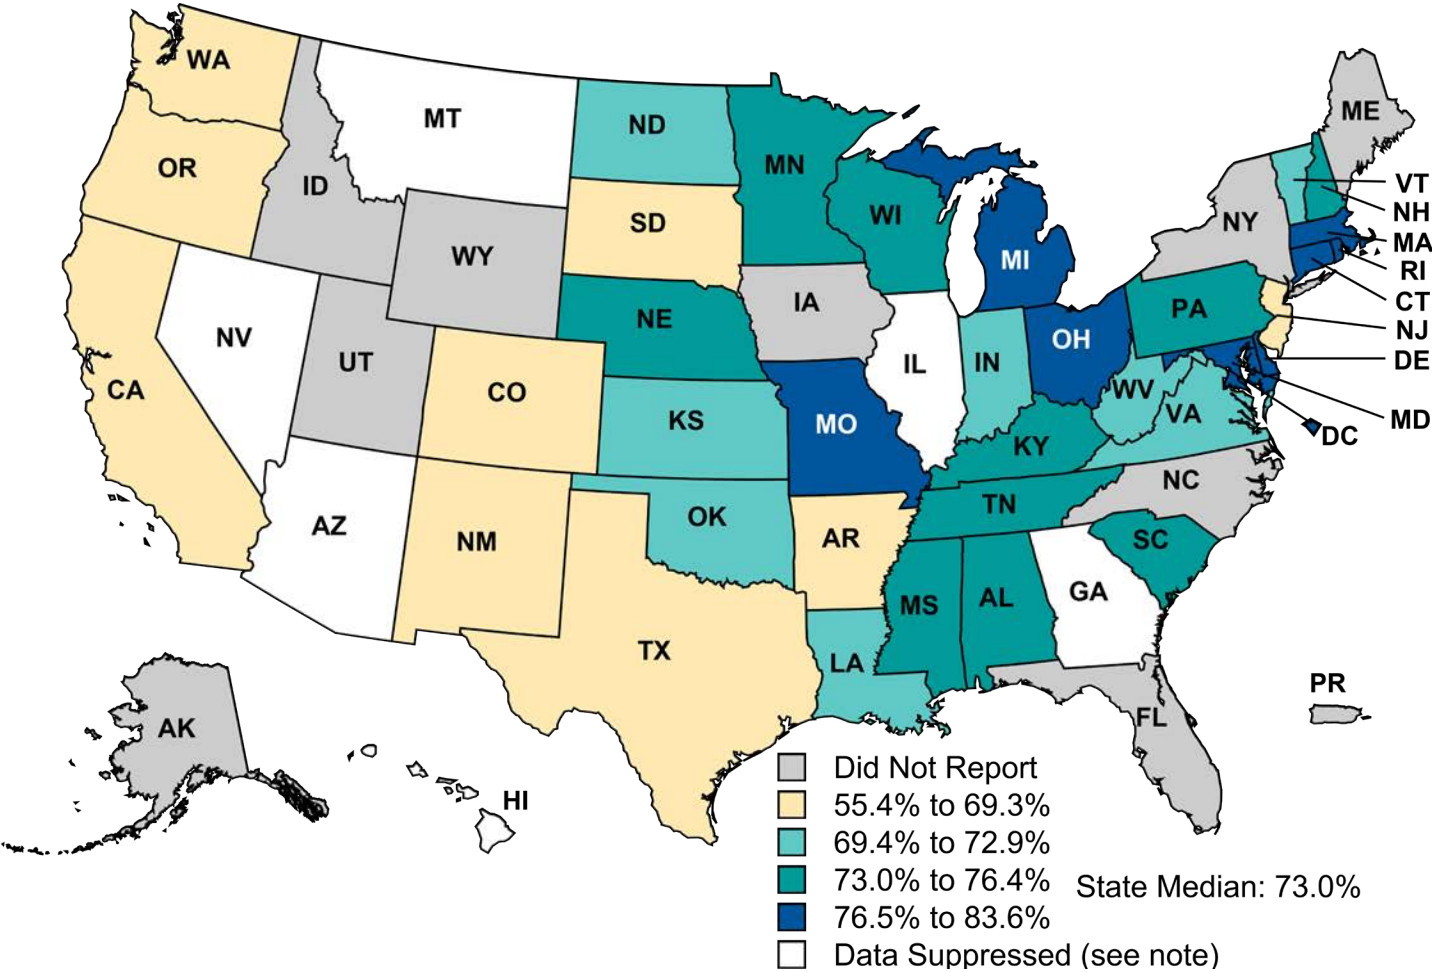 WA
MT
ND
MN
ME
OR
ID
SD
WI
VT
NH
NY
MA
WY
MI
RI
CT
IA
NE
PA
NJ
NV
UT
OH
DE
IL
IN
CA
CO
WV
KS
MO
VA
MD
DC
KY
NC
AZ
NM
OK
TN
AR
SC
MS
AL
GA
TX
LA
PR
FL
AK
HI
Did Not Report
55.4% to 69.3%
69.4% to 72.9%
73.0% to 76.4%
State Median: 73.0%
76.5% to 83.6%
Data Suppressed (see note)